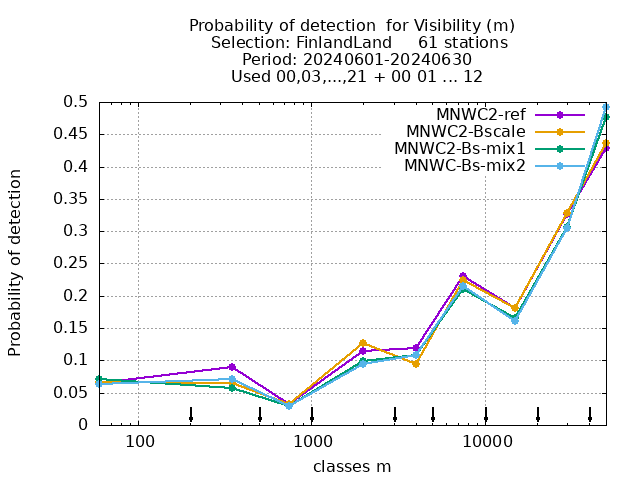 Probability of detection  for Visibility (m)
Selection: FinlandLand     61 stations
Period: 20240601-20240630
Used 00,03,...,21 + 00 01 ... 12
MNWC2-ref
MNWC2-Bscale
MNWC2-Bs-mix1
MNWC-Bs-mix2
Probability of detection
0.5
0.45
0.4
0.35
0.3
0.25
0.2
0.15
0.1
0.05
0
100 1000 10000
classes m